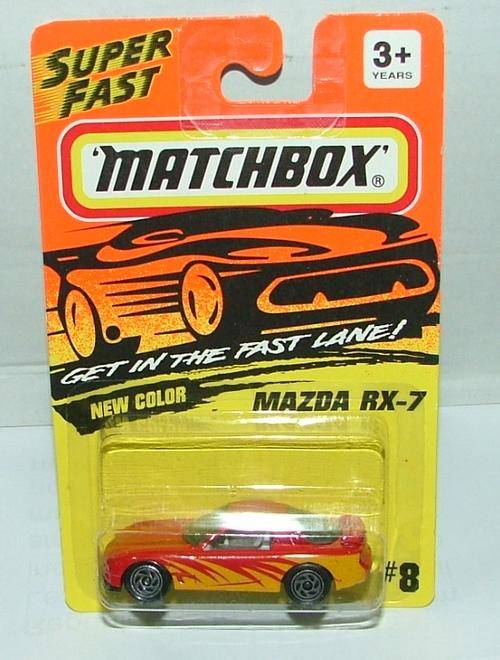 SUPER
FAST
3+
YEARS
'MATCHBOX'®
GET IN THE FAST LANE!
NEW COLOR
MAZDA RX-7
#8